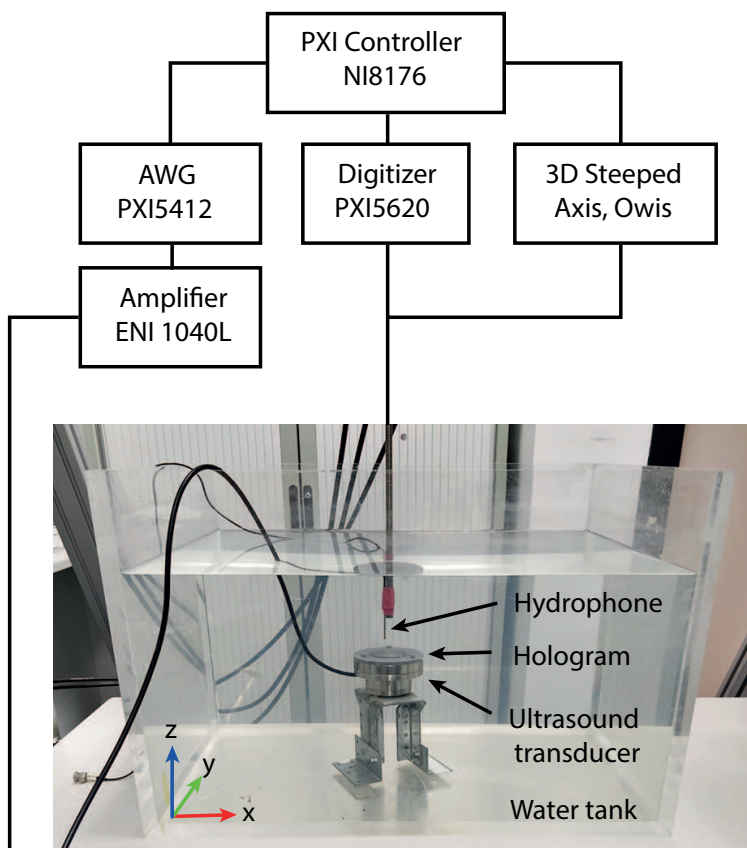 PXI Controller
NI8176
AWG
PXI5412
Digitizer
PXI5620
3D Steeped
Axis, Owis
Amplifier
ENI 1040L
Hydrophone
Hologram
Ultrasound
transducer
Water tank
z
y
x